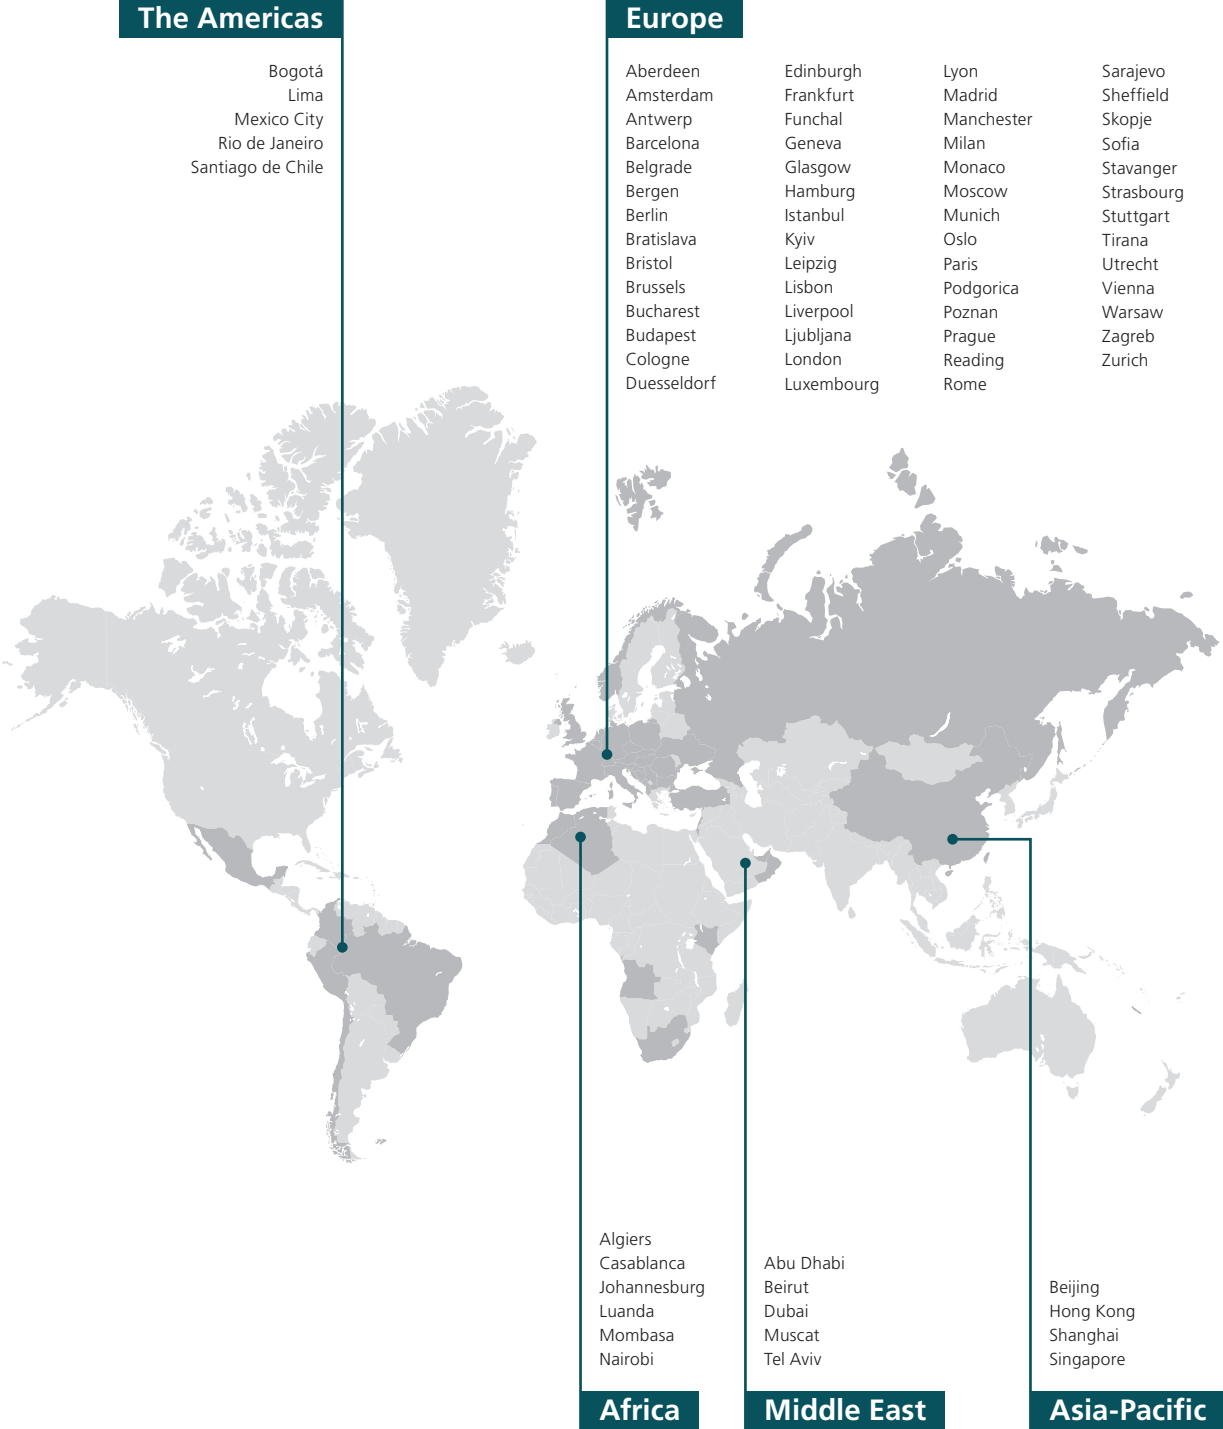 The Americas
Bogotá
Lima
Mexico City
Rio de Janeiro
Santiago de Chile
Europe
Aberdeen
Amsterdam
Antwerp
Barcelona
Belgrade
Bergen
Berlin
Bratislava
Bristol
Brussels
Bucharest
Budapest
Cologne
Duesseldorf
Edinburgh
Frankfurt
Funchal
Geneva
Glasgow
Hamburg
Istanbul
Kyiv
Leipzig
Lisbon
Liverpool
Ljubljana
London
Luxembourg
Lyon
Madrid
Manchester
Milan
Monaco
Moscow
Munich
Oslo
Paris
Podgorica
Poznan
Prague
Reading
Rome
Sarajevo
Sheffield
Skopje
Sofia
Stavanger
Strasbourg
Stuttgart
Tirana
Utrecht
Vienna
Warsaw
Zagreb
Zurich
Algiers
Casablanca
Johannesburg
Luanda
Mombasa
Nairobi
Africa
Abu Dhabi
Beirut
Dubai
Muscat
Tel Aviv
Middle East
Beijing
Hong Kong
Shanghai
Singapore
Asia-Pacific